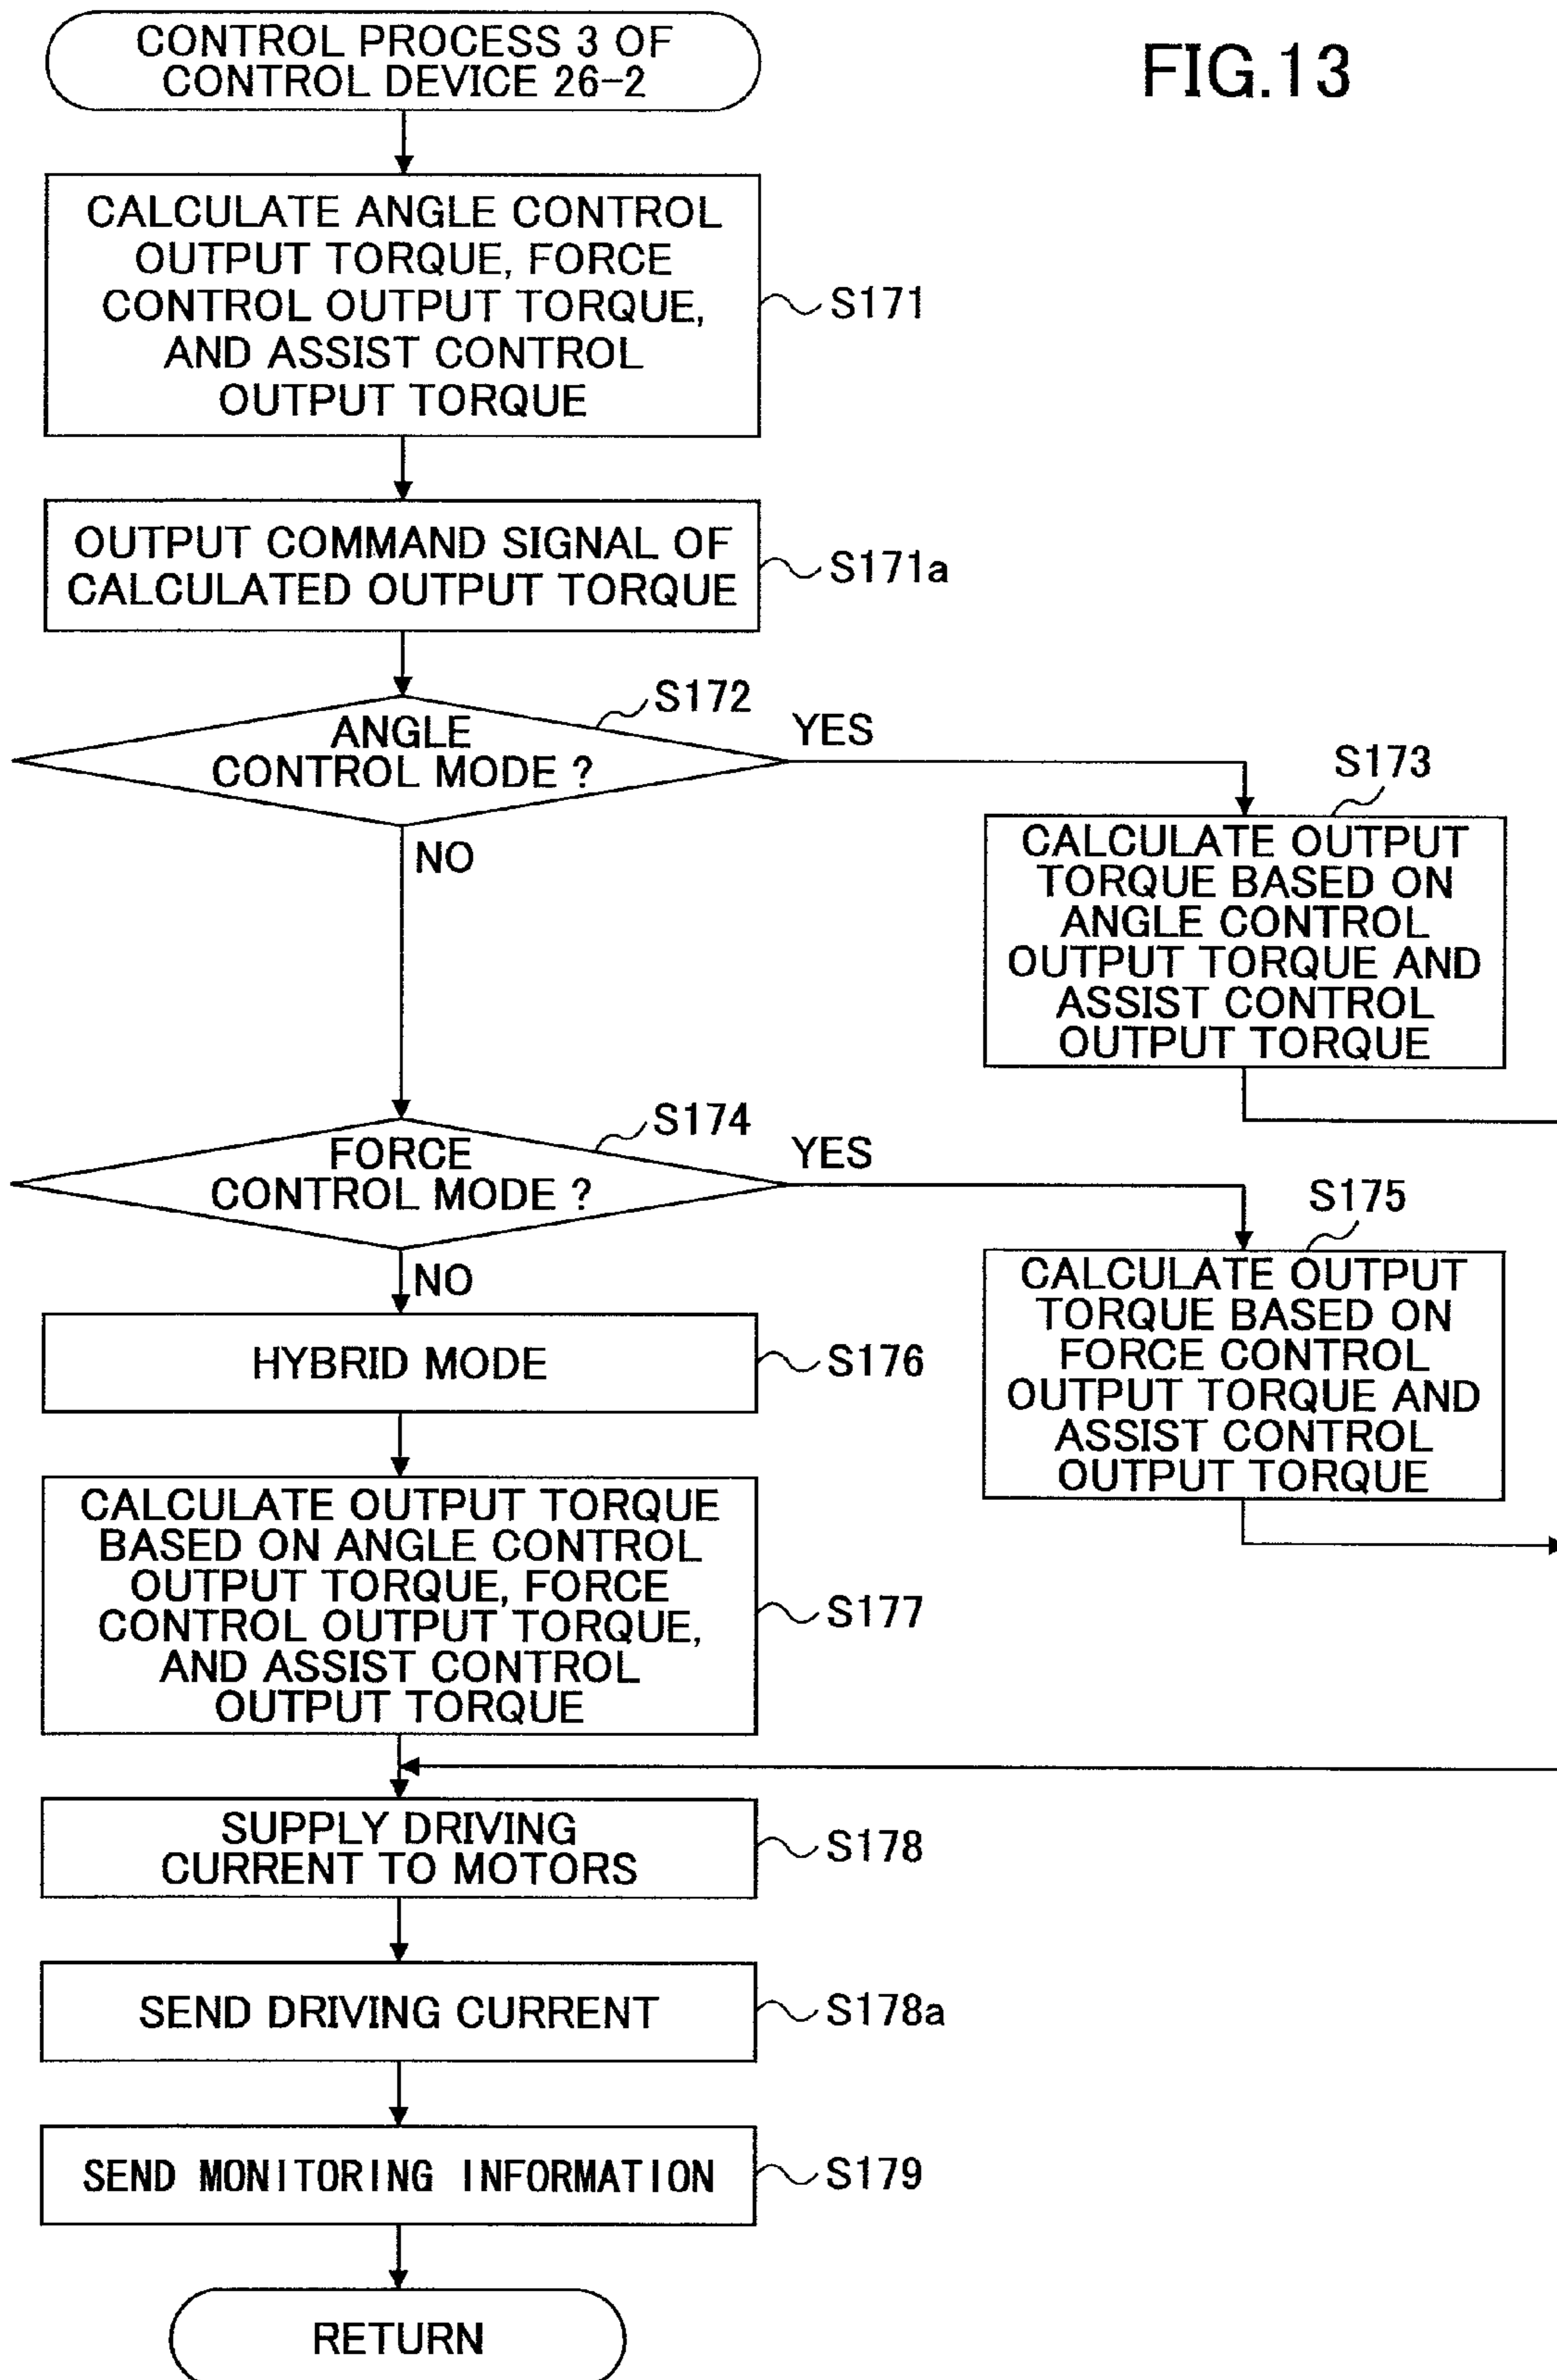 CONTROL PROCESS 3 OF
CONTROL DEVICE 26-2
FIG.13
CALCULATE ANGLE CONTROL
OUTPUT TORQUE, FORCE
CONTROL OUTPUT TORQUE,
AND ASSIST CONTROL
OUTPUT TORQUE
S171
OUTPUT COMMAND SIGNAL OF
CALCULATED OUTPUT TORQUE
S171a
S172
ANGLE
CONTROL MODE ?
YES
NO
S173
CALCULATE OUTPUT
TORQUE BASED ON
ANGLE CONTROL
OUTPUT TORQUE AND
ASSIST CONTROL
OUTPUT TORQUE
S174
FORCE
CONTROL MODE ?
YES
NO
S175
CALCULATE OUTPUT
TORQUE BASED ON
FORCE CONTROL
OUTPUT TORQUE AND
ASSIST CONTROL
OUTPUT TORQUE
HYBRID MODE
S176
CALCULATE OUTPUT TORQUE
BASED ON ANGLE CONTROL
OUTPUT TORQUE, FORCE
CONTROL OUTPUT TORQUE,
AND ASSIST CONTROL
OUTPUT TORQUE
S177
SUPPLY DRIVING
CURRENT TO MOTORS
S178
SEND DRIVING CURRENT
S178a
SEND MONITORING INFORMATION
S179
RETURN